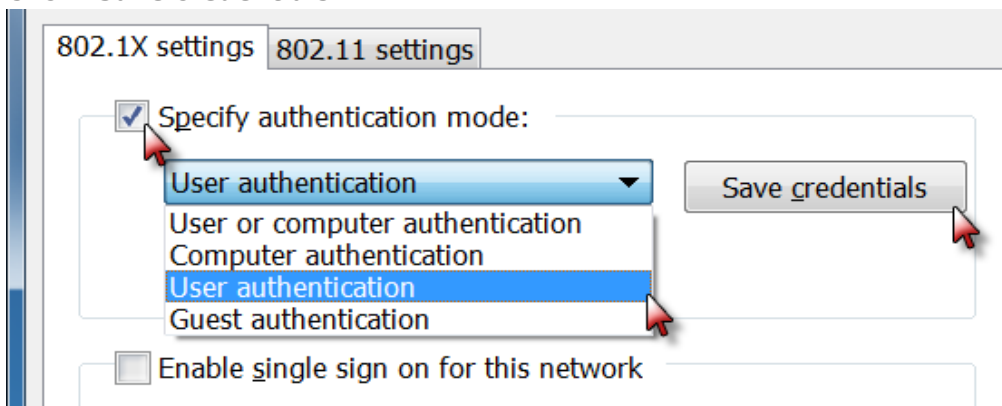 802.1X settings 802.11 settings
Specify authentication mode:
User authentication Save credentials
User or computer authentication
Computer authentication
User authentication
Guest authentication
Enable single sign on for this network